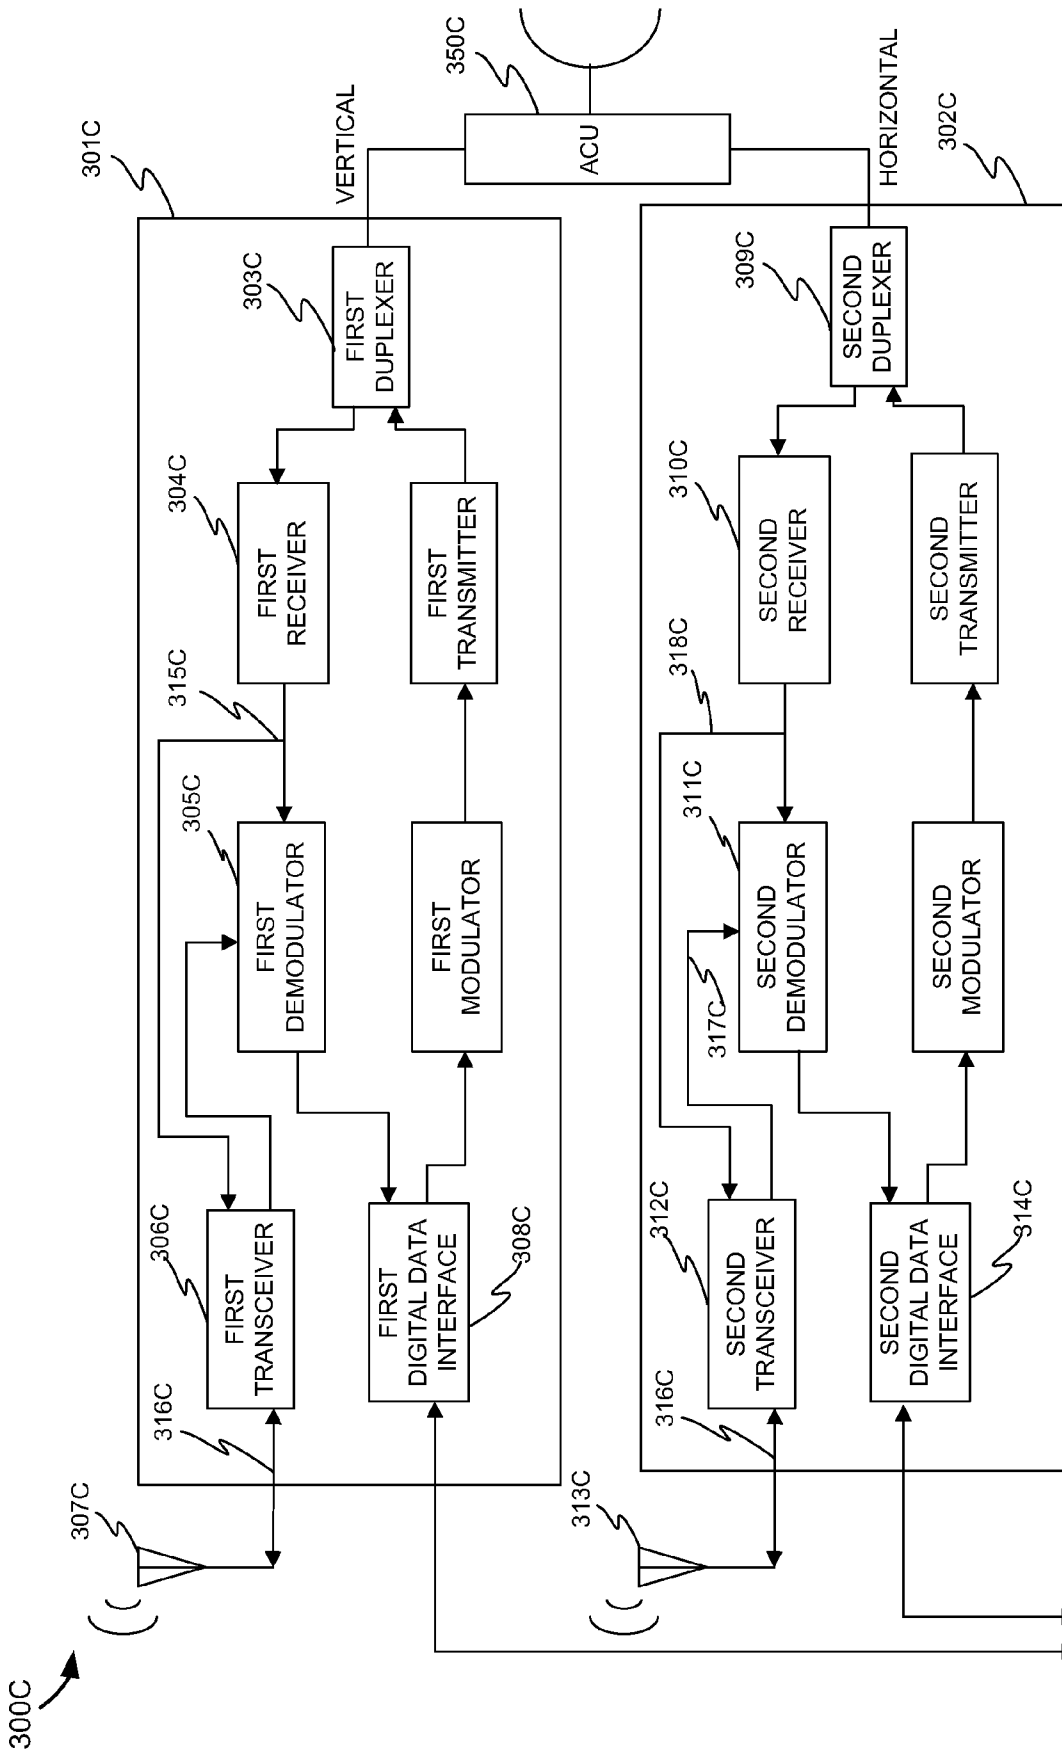 300C
307C
316C
306C
FIRST
TRANSCEIVER
305C
FIRST
DEMODULATOR
315C
304C
FIRST
RECEIVER
301C
303C
FIRST
DUPLEXER
VERTICAL
FIRST
DIGITAL DATA
INTERFACE
308C
FIRST
MODULATOR
FIRST
TRANSMITTER
350C
ACU
HORIZONTAL
313C
316C
312C
SECOND
TRANSCEIVER
317C
311C
SECOND
DEMODULATOR
318C
310C
SECOND
RECEIVER
309C
SECOND
DUPLEXER
302C
SECOND
DIGITAL DATA
INTERFACE
314C
SECOND
MODULATOR
SECOND
TRANSMITTER